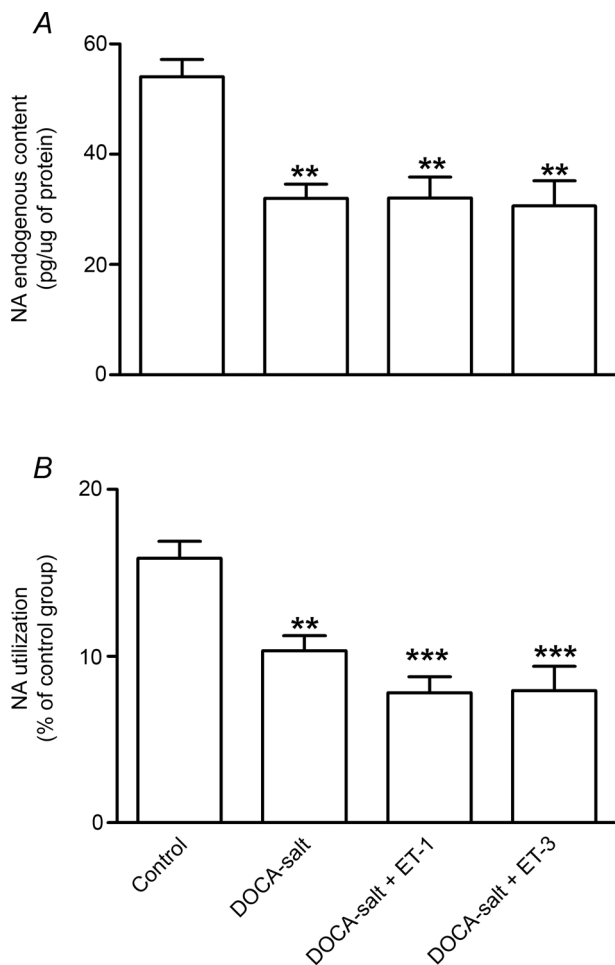 A
NA endogenous content
(pg/ug of protein)
60
40
20
0
**
**
**
B
NA utilization
(% of control group)
20
10
0
**
***
***
Control
DOCA-salt
DOCA-salt + ET-1
DOCA-salt + ET-3